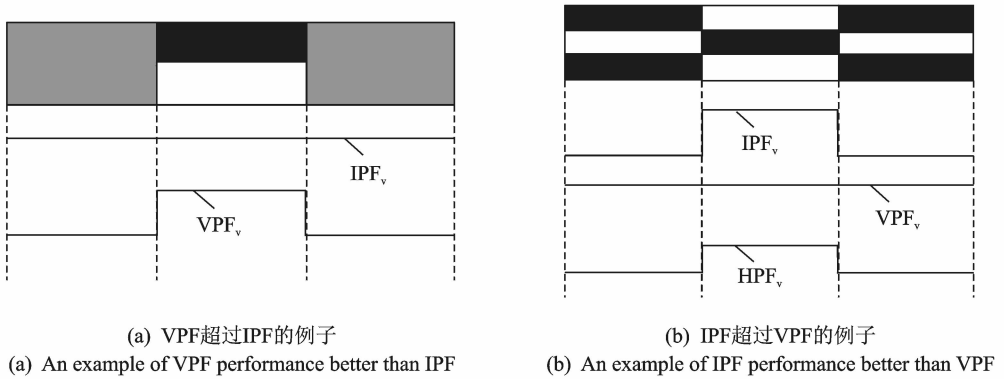 IPFv
VPFv
IPFv
VPFv
HPFv
(a) VPF超过IPF的例子
(a) An example of VPF performance better than IPF
(b) IPF超过VPF的例子
(b) An example of IPF performance better than VPF